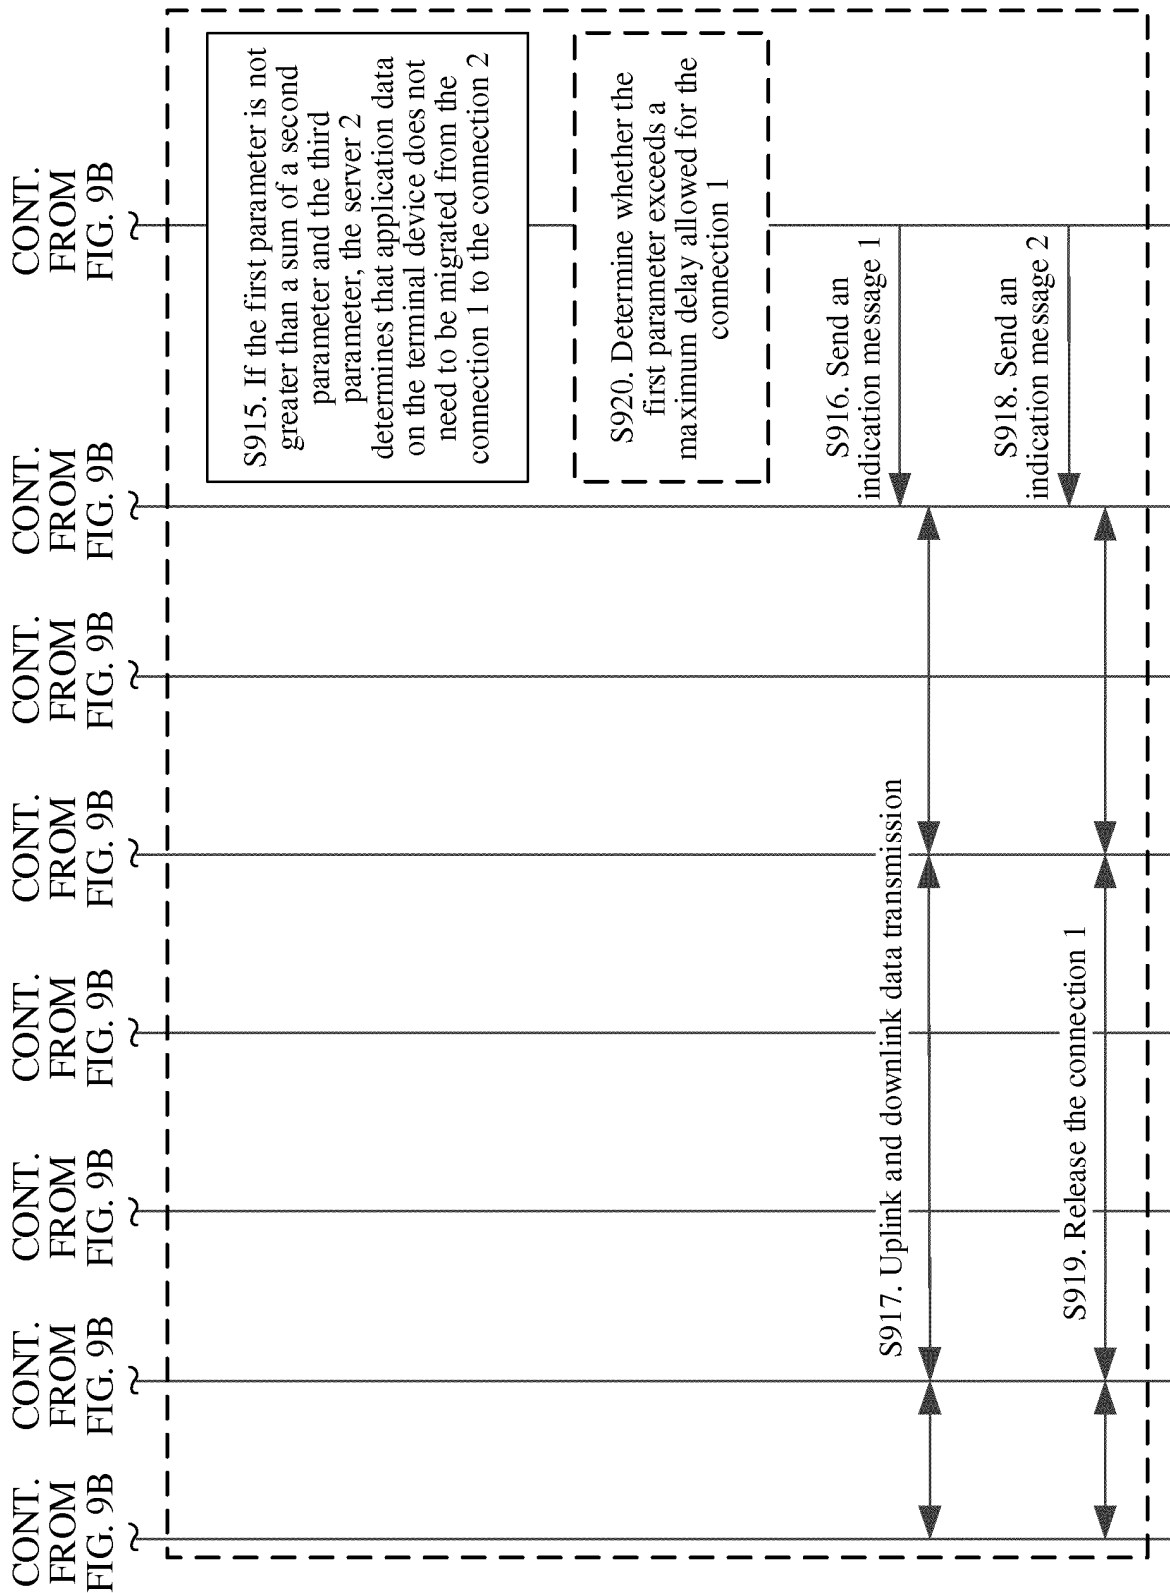 CONT.
FROM
FIG. 9B
CONT.
FROM
FIG. 9B
CONT.
FROM
FIG. 9B
CONT.
FROM
FIG. 9B
CONT.
FROM
FIG. 9B
CONT.
FROM
FIG. 9B
CONT.
FROM
FIG. 9B
CONT.
FROM
FIG. 9B
S915. If the first parameter is not
greater than a sum of a second
parameter and the third
parameter, the server 2
determines that application data
on the terminal device does not
need to be migrated from the
connection 1 to the connection 2
S920. Determine whether the
first parameter exceeds a
maximum delay allowed for the
connection 1
S916. Send an
indication message 1
S917. Uplink and downlink data transmission
S918. Send an
indication message 2
S919. Release the connection 1